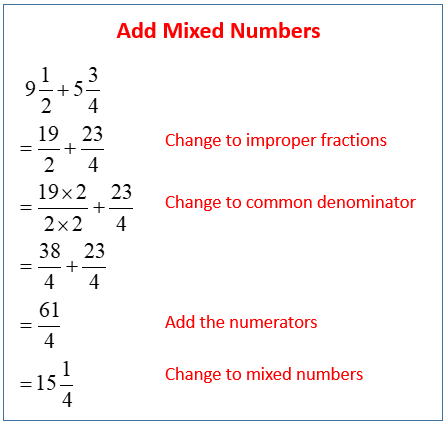 Add Mixed Numbers
9 1/2 + 5 3/4
= 19/2 + 23/4 Change to improper fractions
= 19×2/2×2 + 23/4 Change to common denominator
= 38/4 + 23/4
= 61/4 Add the numerators
= 15 1/4 Change to mixed numbers